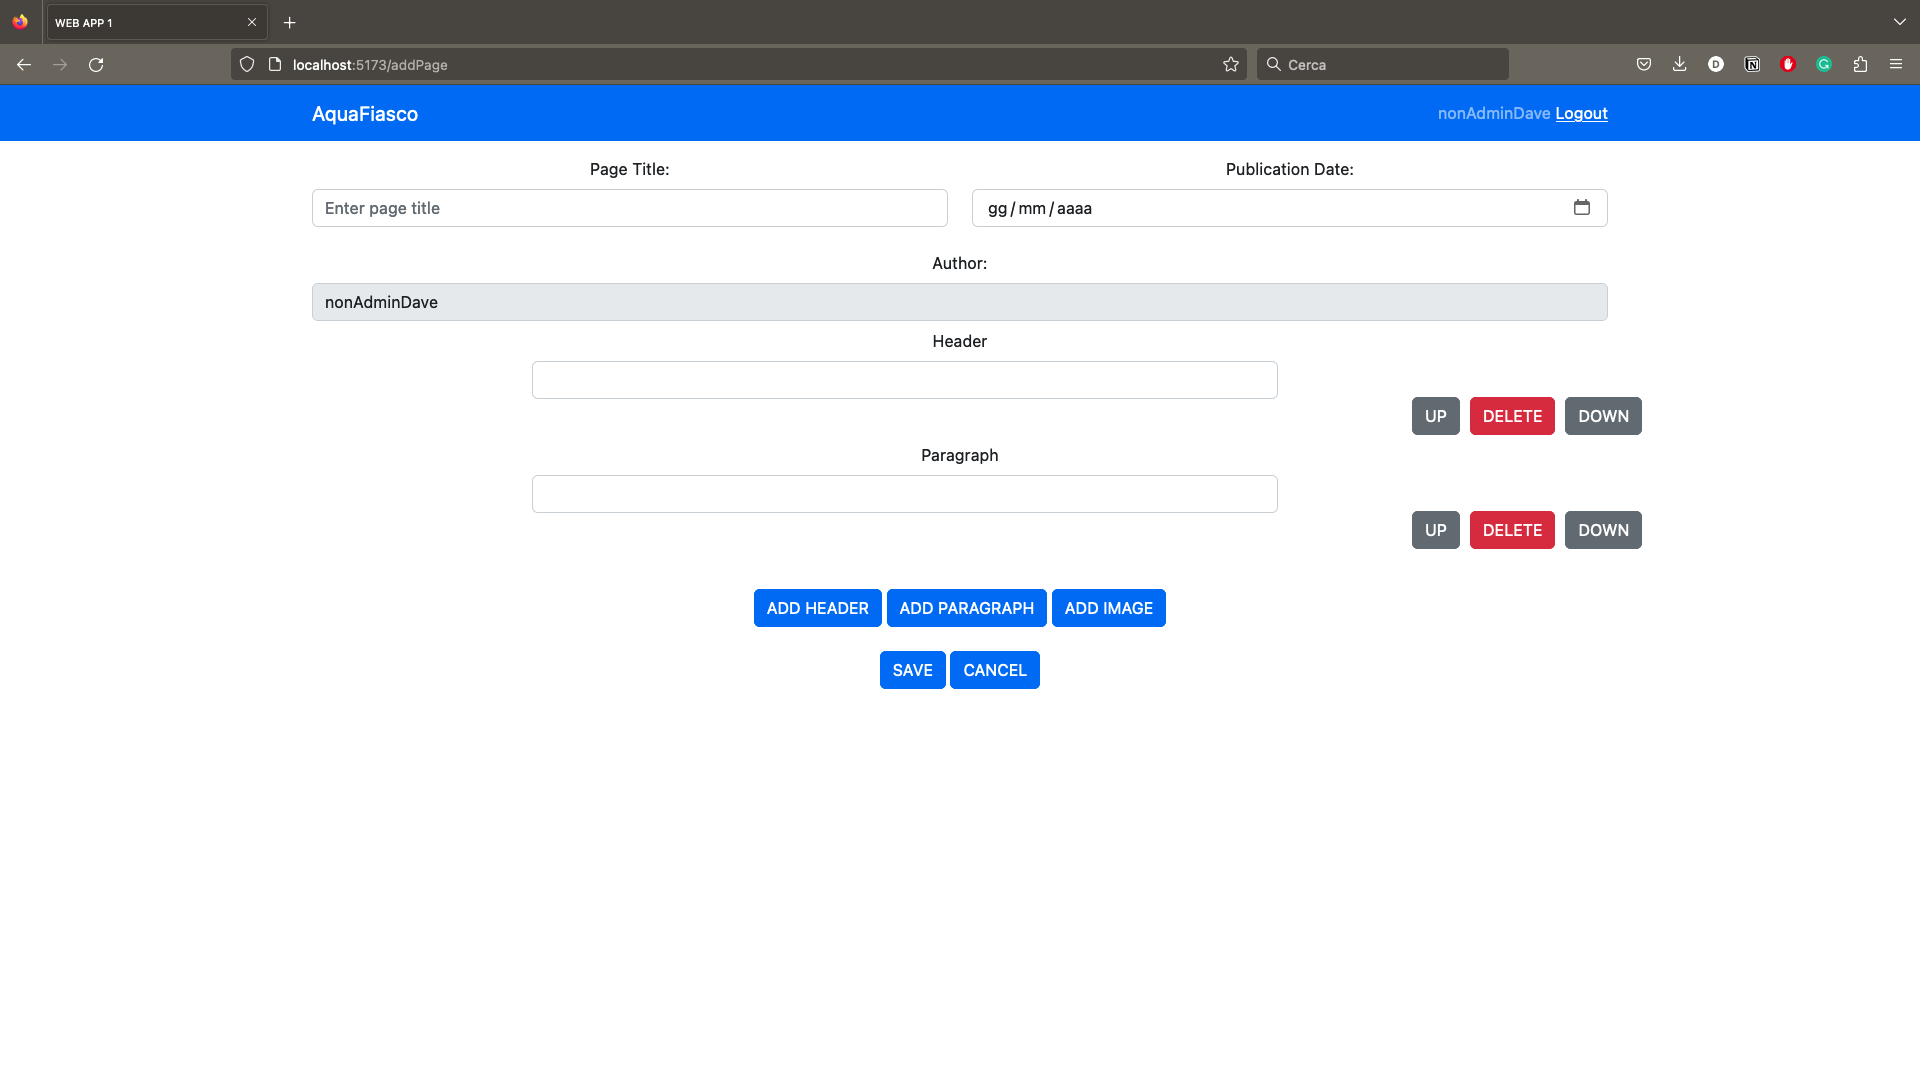 WEB APP 1
localhost:5173/addPage
Cerca
AquaFiasco
nonAdminDave Logout
Page Title:
Publication Date:
Enter page title
gg/mm/aaaa
Author:
nonAdminDave
Header
UP DELETE DOWN
Paragraph
UP DELETE DOWN
ADD HEADER ADD PARAGRAPH ADD IMAGE
SAVE CANCEL